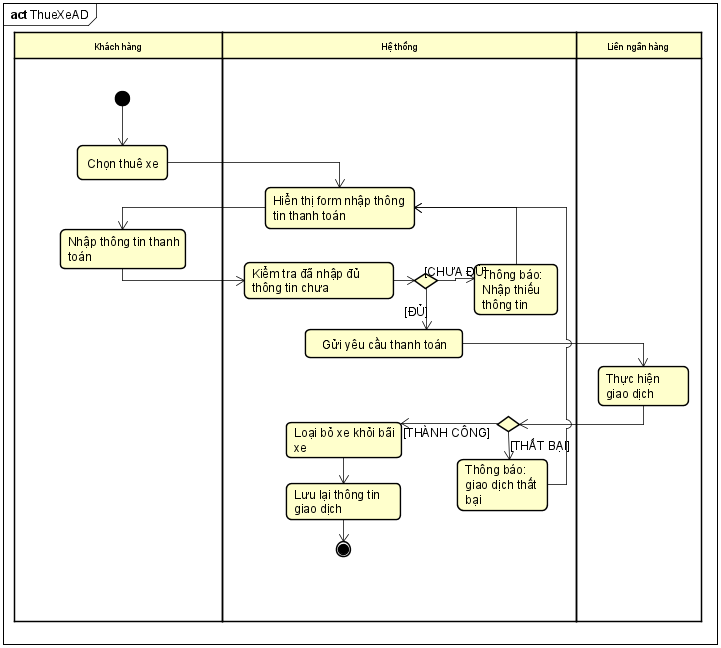 act ThueXeAD
Khách hàng
Hệ thống
Liên ngân hàng
Chọn thuê xe
Hiển thị form nhập thông
tin thanh toán
Nhập thông tin thanh
toán
Kiểm tra đã nhập đủ
thông tin chưa
[CHƯA ĐỦ]
Thông báo:
Nhập thiếu
thông tin
[ĐỦ]
Gửi yêu cầu thanh toán
Thực hiện
giao dịch
Loại bỏ xe khỏi bãi
xe
[THÀNH CÔNG]
[THẤT BẠI]
Thông báo:
giao dịch thất
bại
Lưu lại thông tin
giao dịch